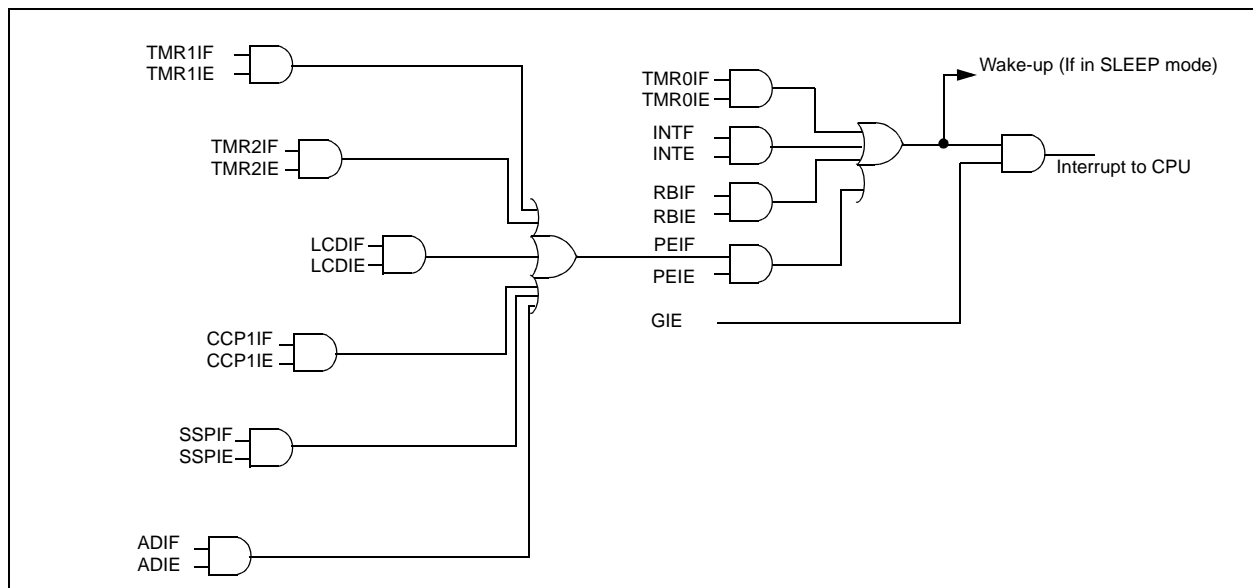 TMR1IF
TMR1IE
TMR2IF
TMR2IE
LCDIF
LCDIE
CCP1IF
CCP1IE
SSPIF
SSPIE
ADIF
ADIE
TMR0IF
TMR0IE
INTF
INTE
RBIF
RBIE
PEIF
PEIE
GIE
Wake-up (If in SLEEP mode)
Interrupt to CPU